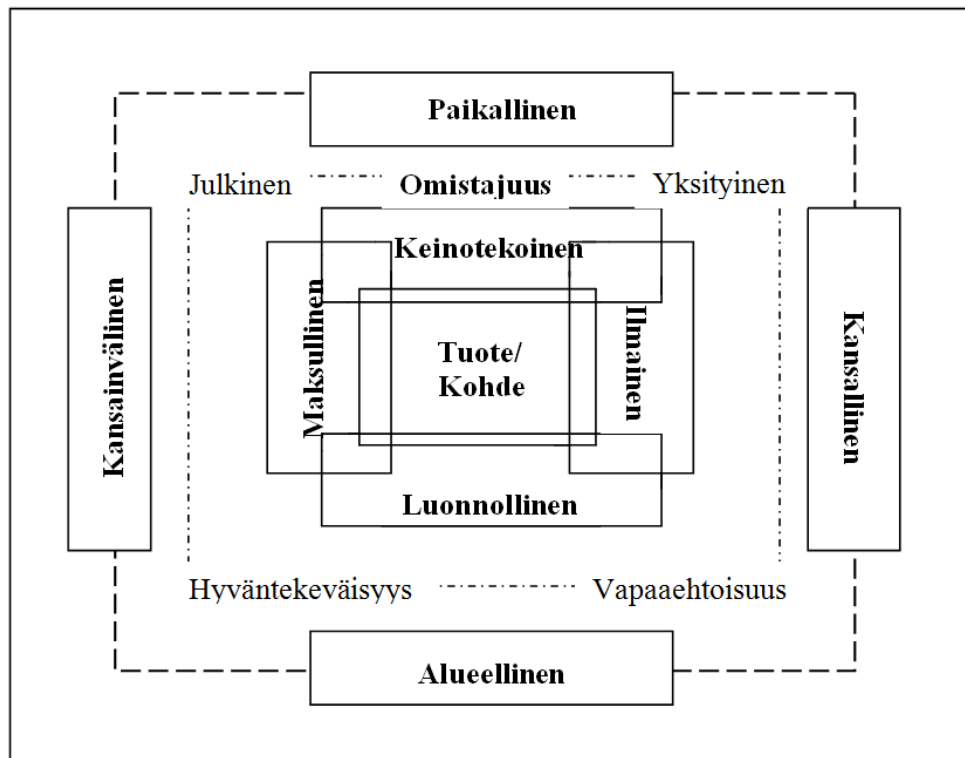 Paikallinen
Julkinen
Omistajuus
Yksityinen
Keinotekoinen
Kansainvälinen
Maksullinen
Tuote/
Kohde
Ilmainen
Kansallinen
Luonnollinen
Hyväntekeväisyys
Vapaaehtoisuus
Alueellinen